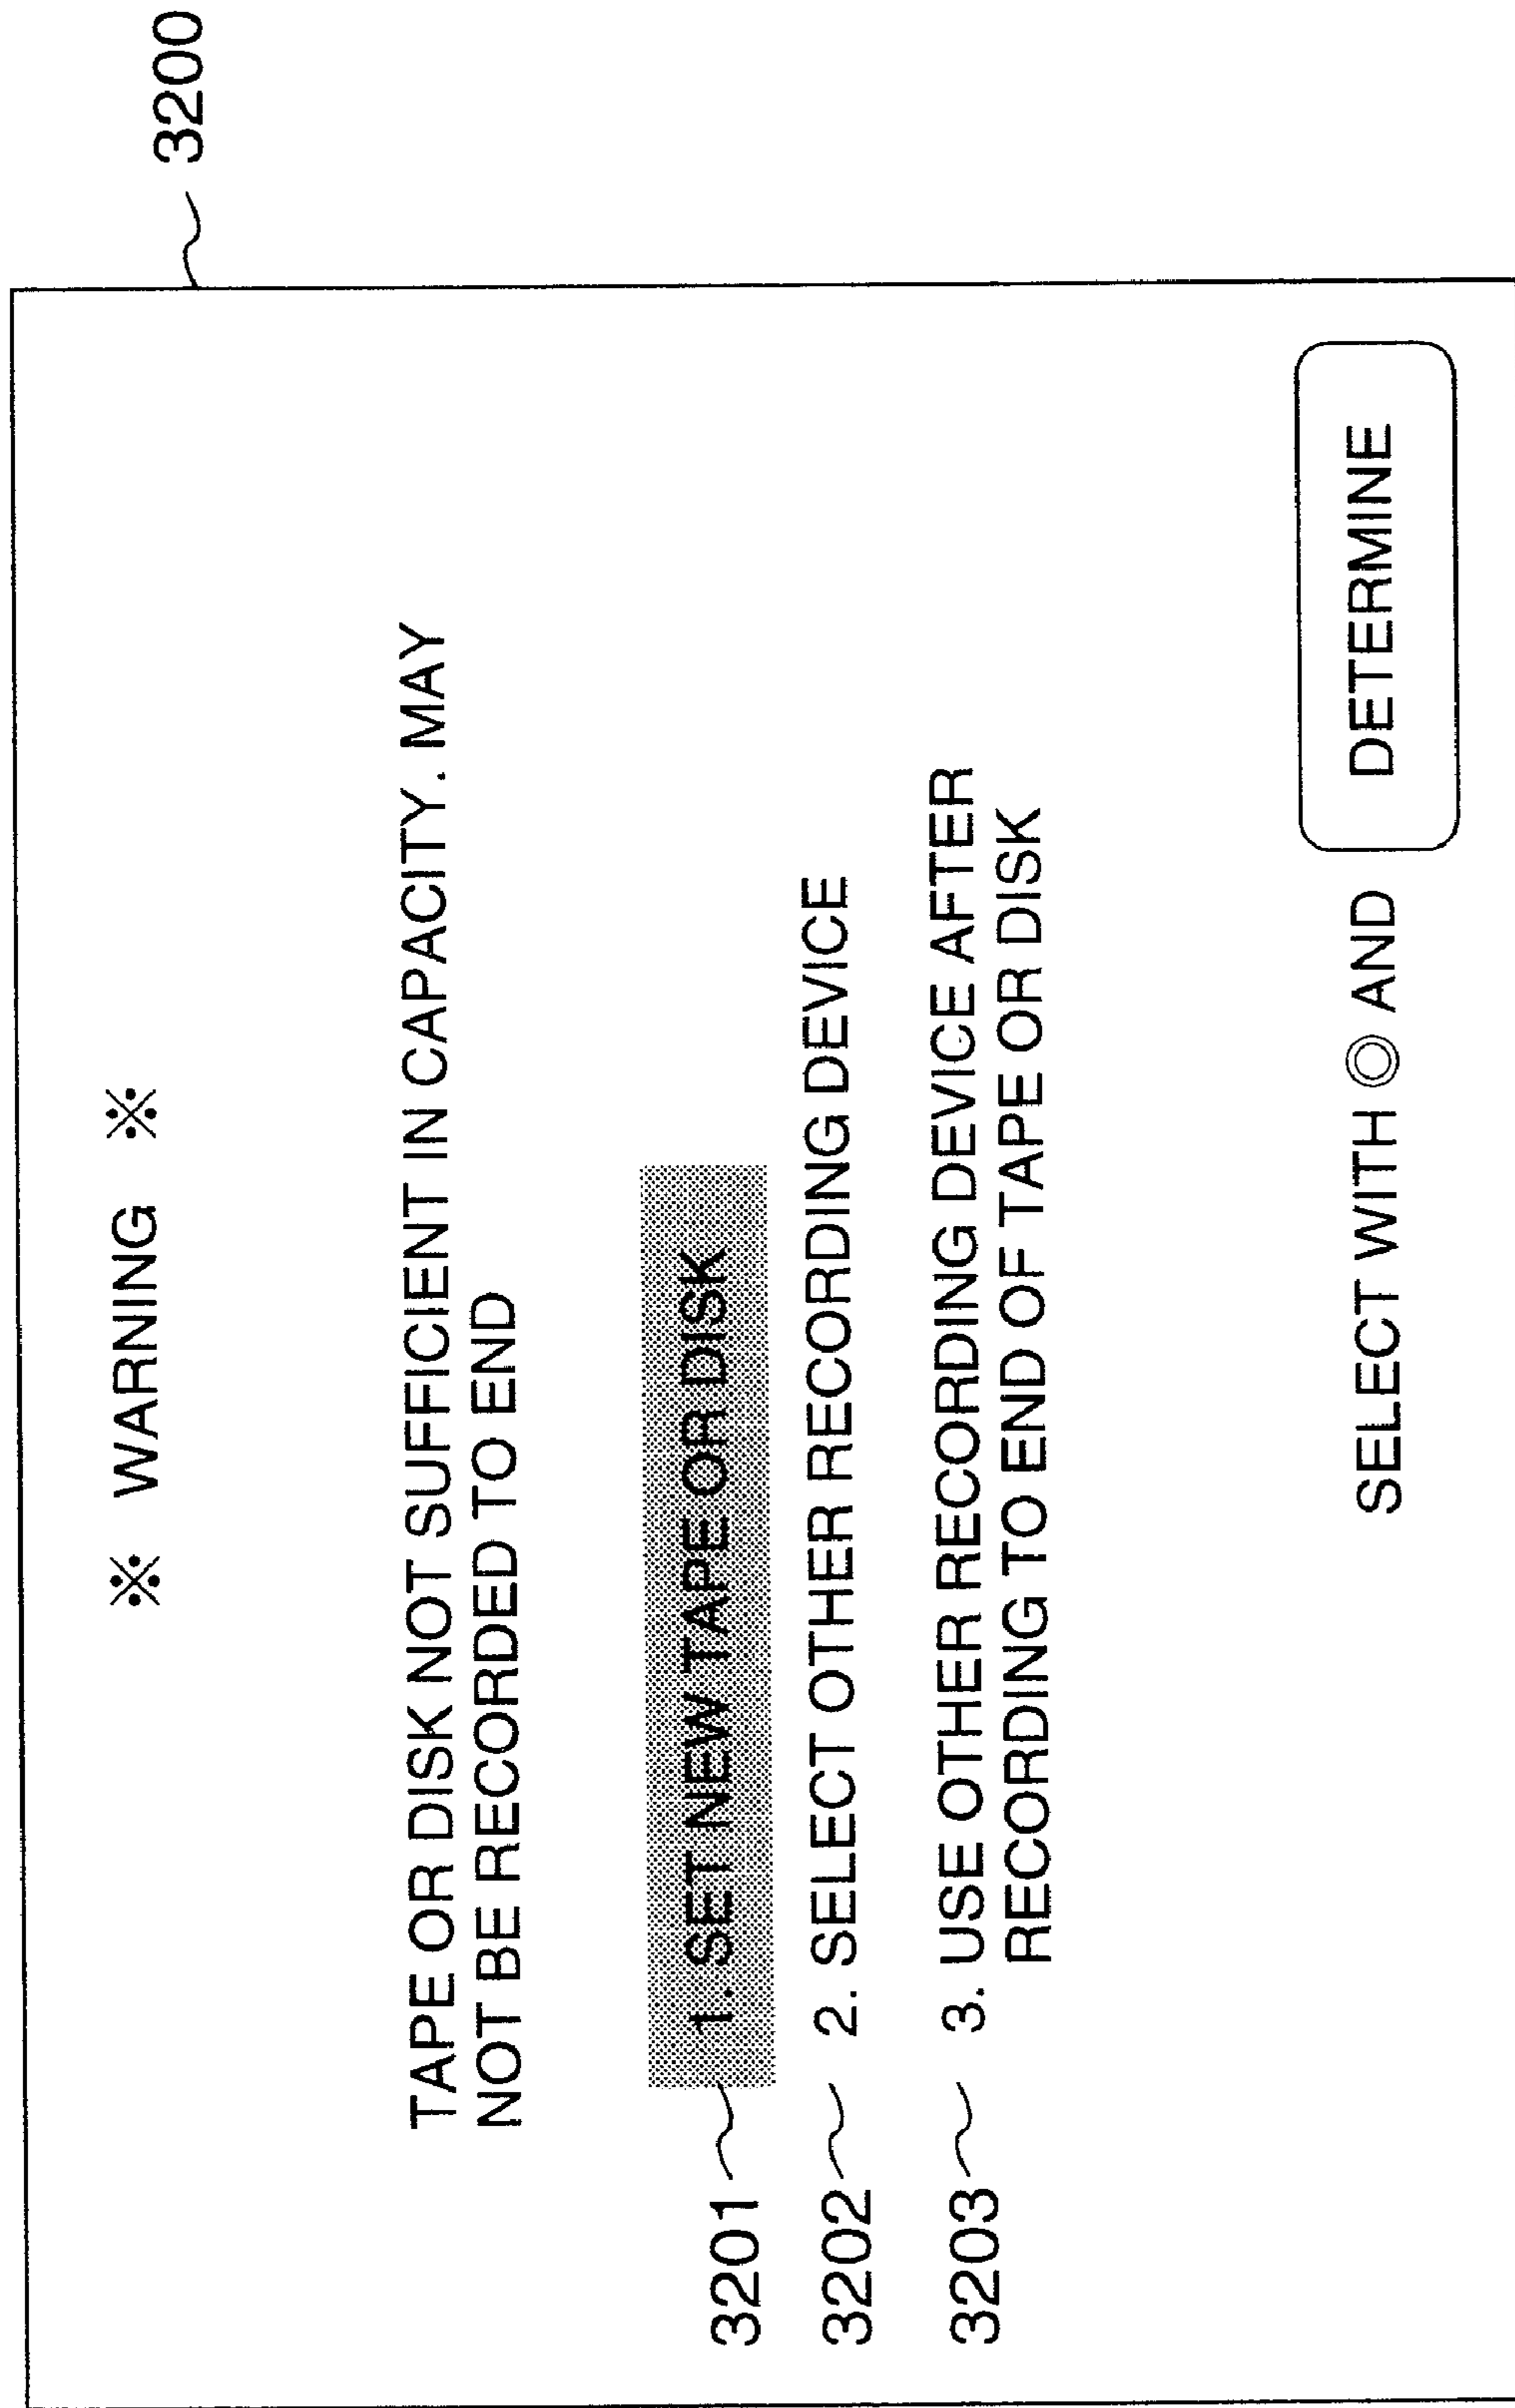 3200
※ WARNING ※
TAPE OR DISK NOT SUFFICIENT IN CAPACITY. MAY
NOT BE RECORDED TO END
3201 1. SET NEW TAPE OR DISK
3202 2. SELECT OTHER RECORDING DEVICE
3203 3. USE OTHER RECORDING DEVICE AFTER
RECORDING TO END OF TAPE OR DISK
SELECT WITH ◎ AND DETERMINE